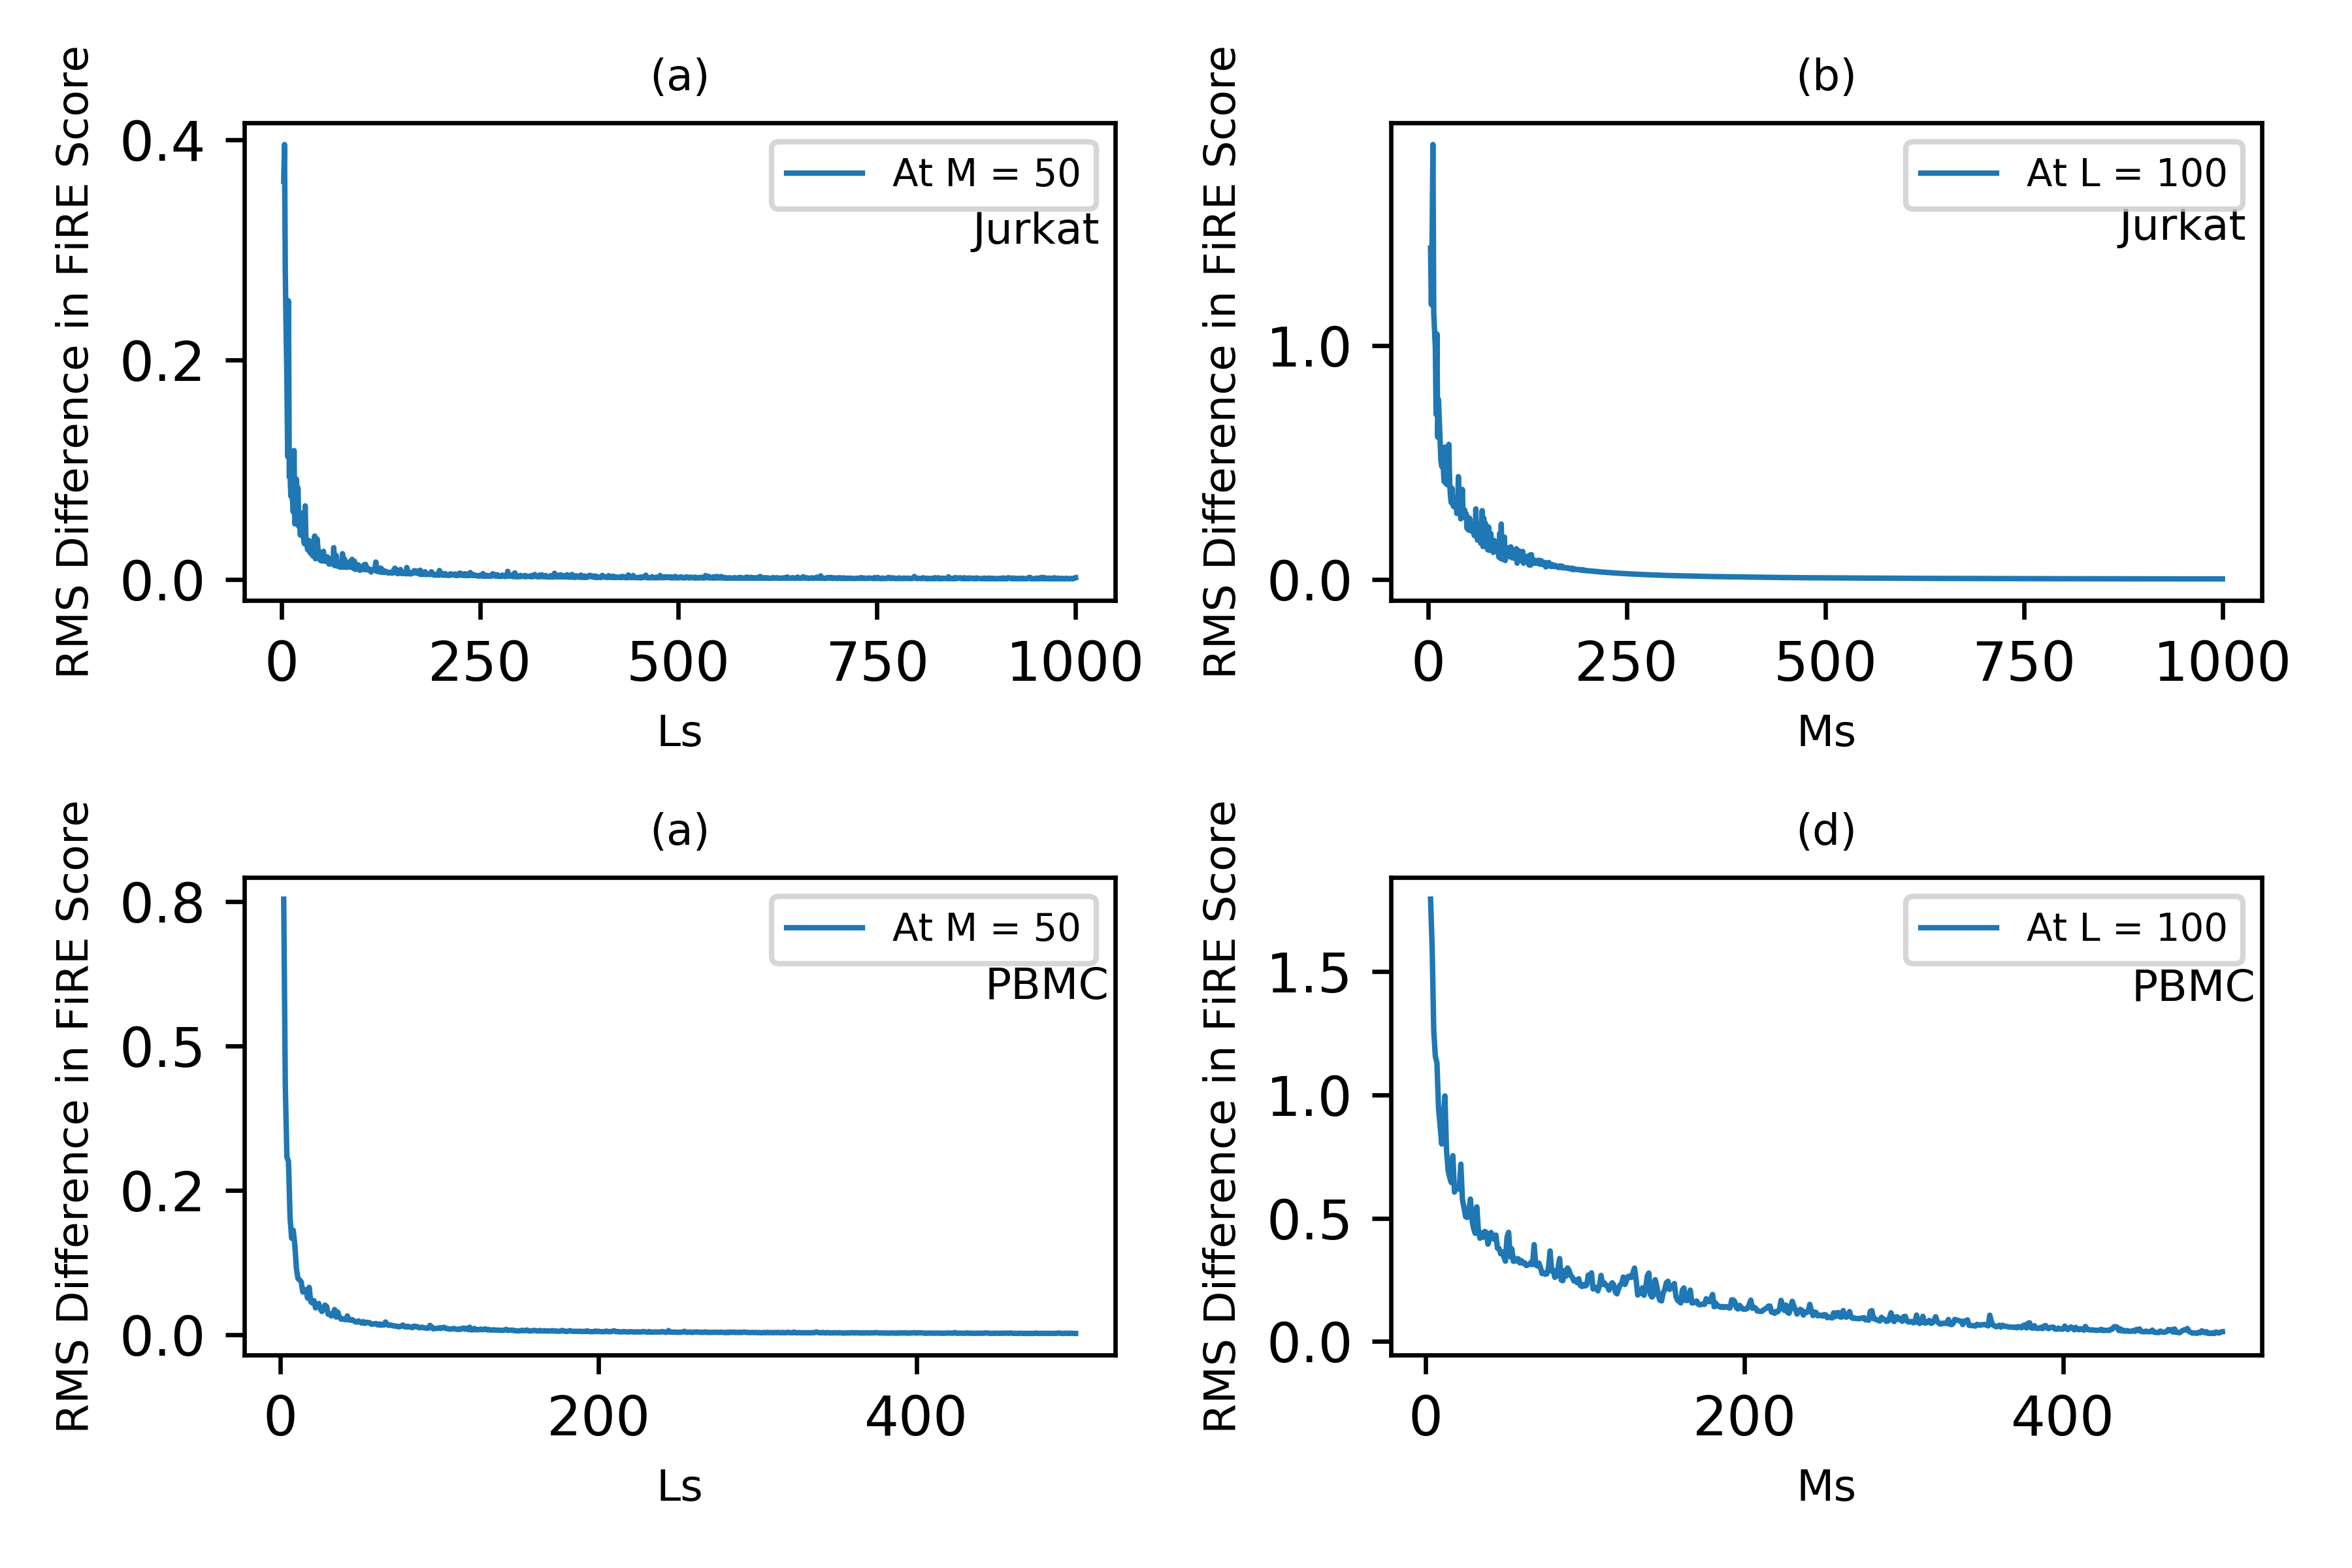 (a)
RMS Difference in FiRE Score
0.4
0.2
0.0
At M = 50
Jurkat
0 250 500 750 1000
Ls
(b)
RMS Difference in FiRE Score
1.0
0.0
At L = 100
Jurkat
0 250 500 750 1000
Ms
(a)
RMS Difference in FiRE Score
0.8
0.5
0.2
0.0
At M = 50
PBMC
0 200 400
Ls
(d)
RMS Difference in FiRE Score
1.5
1.0
0.5
0.0
At L = 100
PBMC
0 200 400
Ms